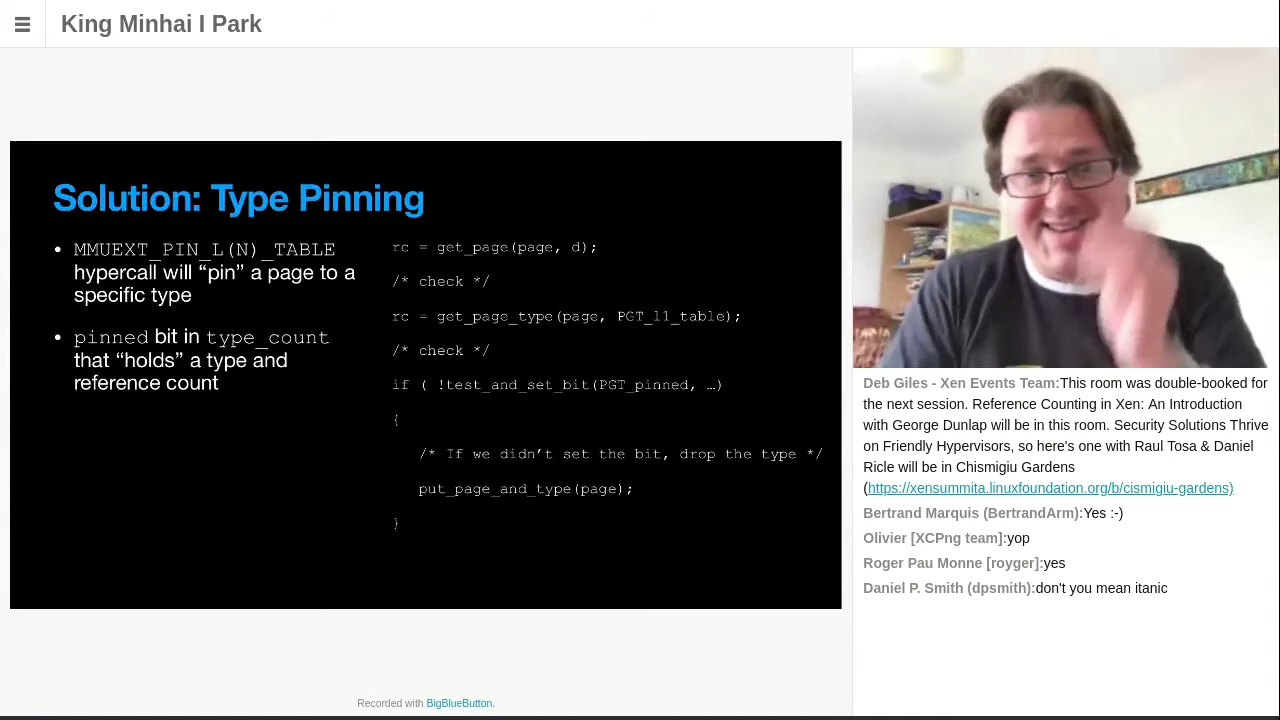 King Minhai I Park
Solution: Type Pinning
• MMUEXT_PIN_L(N)_TABLE
hypercall will “pin” a page to a
specific type
• pinned bit in type_count
that “holds” a type and
reference count
rc = get_page(page, d);
/* check */
rc = get_page_type(page, PGT_l1_table);
/* check */
if ( !test_and_set_bit(PGT_pinned, …)
{
/* If we didn’t set the bit, drop the type */
put_page_and_type(page);
}
Deb Giles - Xen Events Team:This room was double-booked for
the next session. Reference Counting in Xen: An Introduction
with George Dunlap will be in this room. Security Solutions Thrive
on Friendly Hypervisors, so here's one with Raul Tosa & Daniel
Ricle will be in Chismigiu Gardens
(https://xensummita.linuxfoundation.org/b/cismigiu-gardens)
Bertrand Marquis (BertrandArm):Yes :-)
Olivier [XCPng team]:yop
Roger Pau Monne [royger]:yes
Daniel P. Smith (dpsmith):don't you mean itanic
Recorded with BigBlueButton.